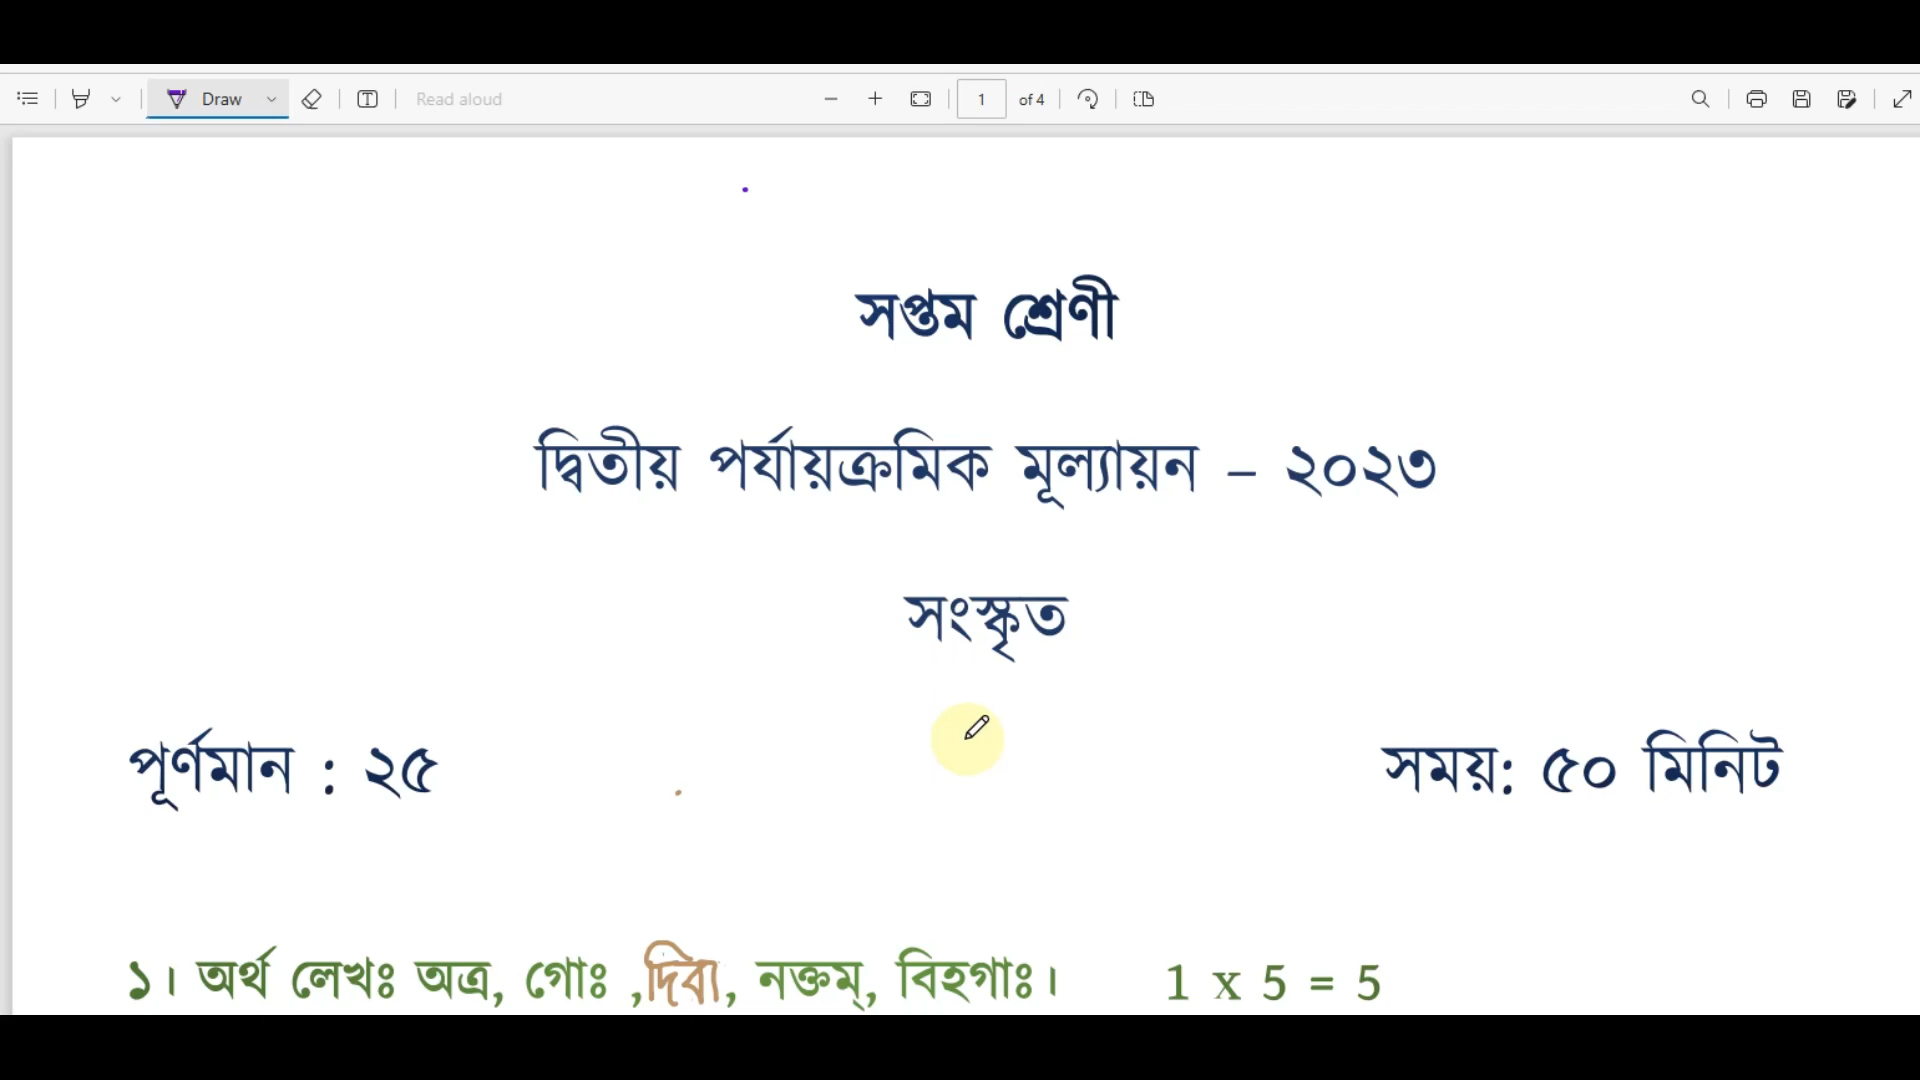 Draw Read aloud 1 of 4
সপ্তম শ্রেণী
দ্বিতীয় পর্যায়ক্রমিক মূল্যায়ন – ২০২৩
সংস্কৃত
পূর্ণমান : ২৫ সময়: ৫০ মিনিট
১। অর্থ লেখঃ অত্র, গোঃ ,দিবা, নক্তম্, বিহগাঃ। 1 x 5 = 5